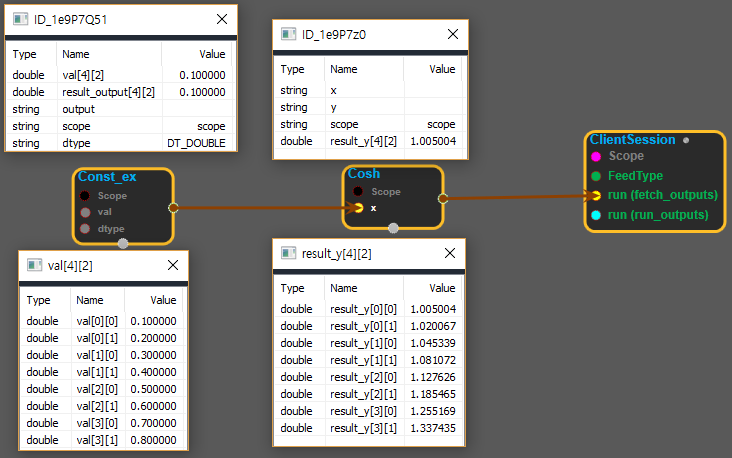 ID_1e9P7Q51
Type Name Value
double val[4][2] 0.100000
double result_output[4][2] 0.100000
string output
string scope scope
string dtype DT_DOUBLE
ID_1e9P7z0
Type Name Value
string x
string y
string scope scope
double result_y[4][2] 1.005004
Const_ex
Scope
val
dtype
Cosh
Scope
x
ClientSession
Scope
FeedType
run (fetch_outputs)
run (run_outputs)
val[4][2]
Type Name Value
double val[0][0] 0.100000
double val[0][1] 0.200000
double val[1][0] 0.300000
double val[1][1] 0.400000
double val[2][0] 0.500000
double val[2][1] 0.600000
double val[3][0] 0.700000
double val[3][1] 0.800000
result_y[4][2]
Type Name Value
double result_y[0][0] 1.005004
double result_y[0][1] 1.020067
double result_y[1][0] 1.045339
double result_y[1][1] 1.081072
double result_y[2][0] 1.127626
double result_y[2][1] 1.185465
double result_y[3][0] 1.255169
double result_y[3][1] 1.337435